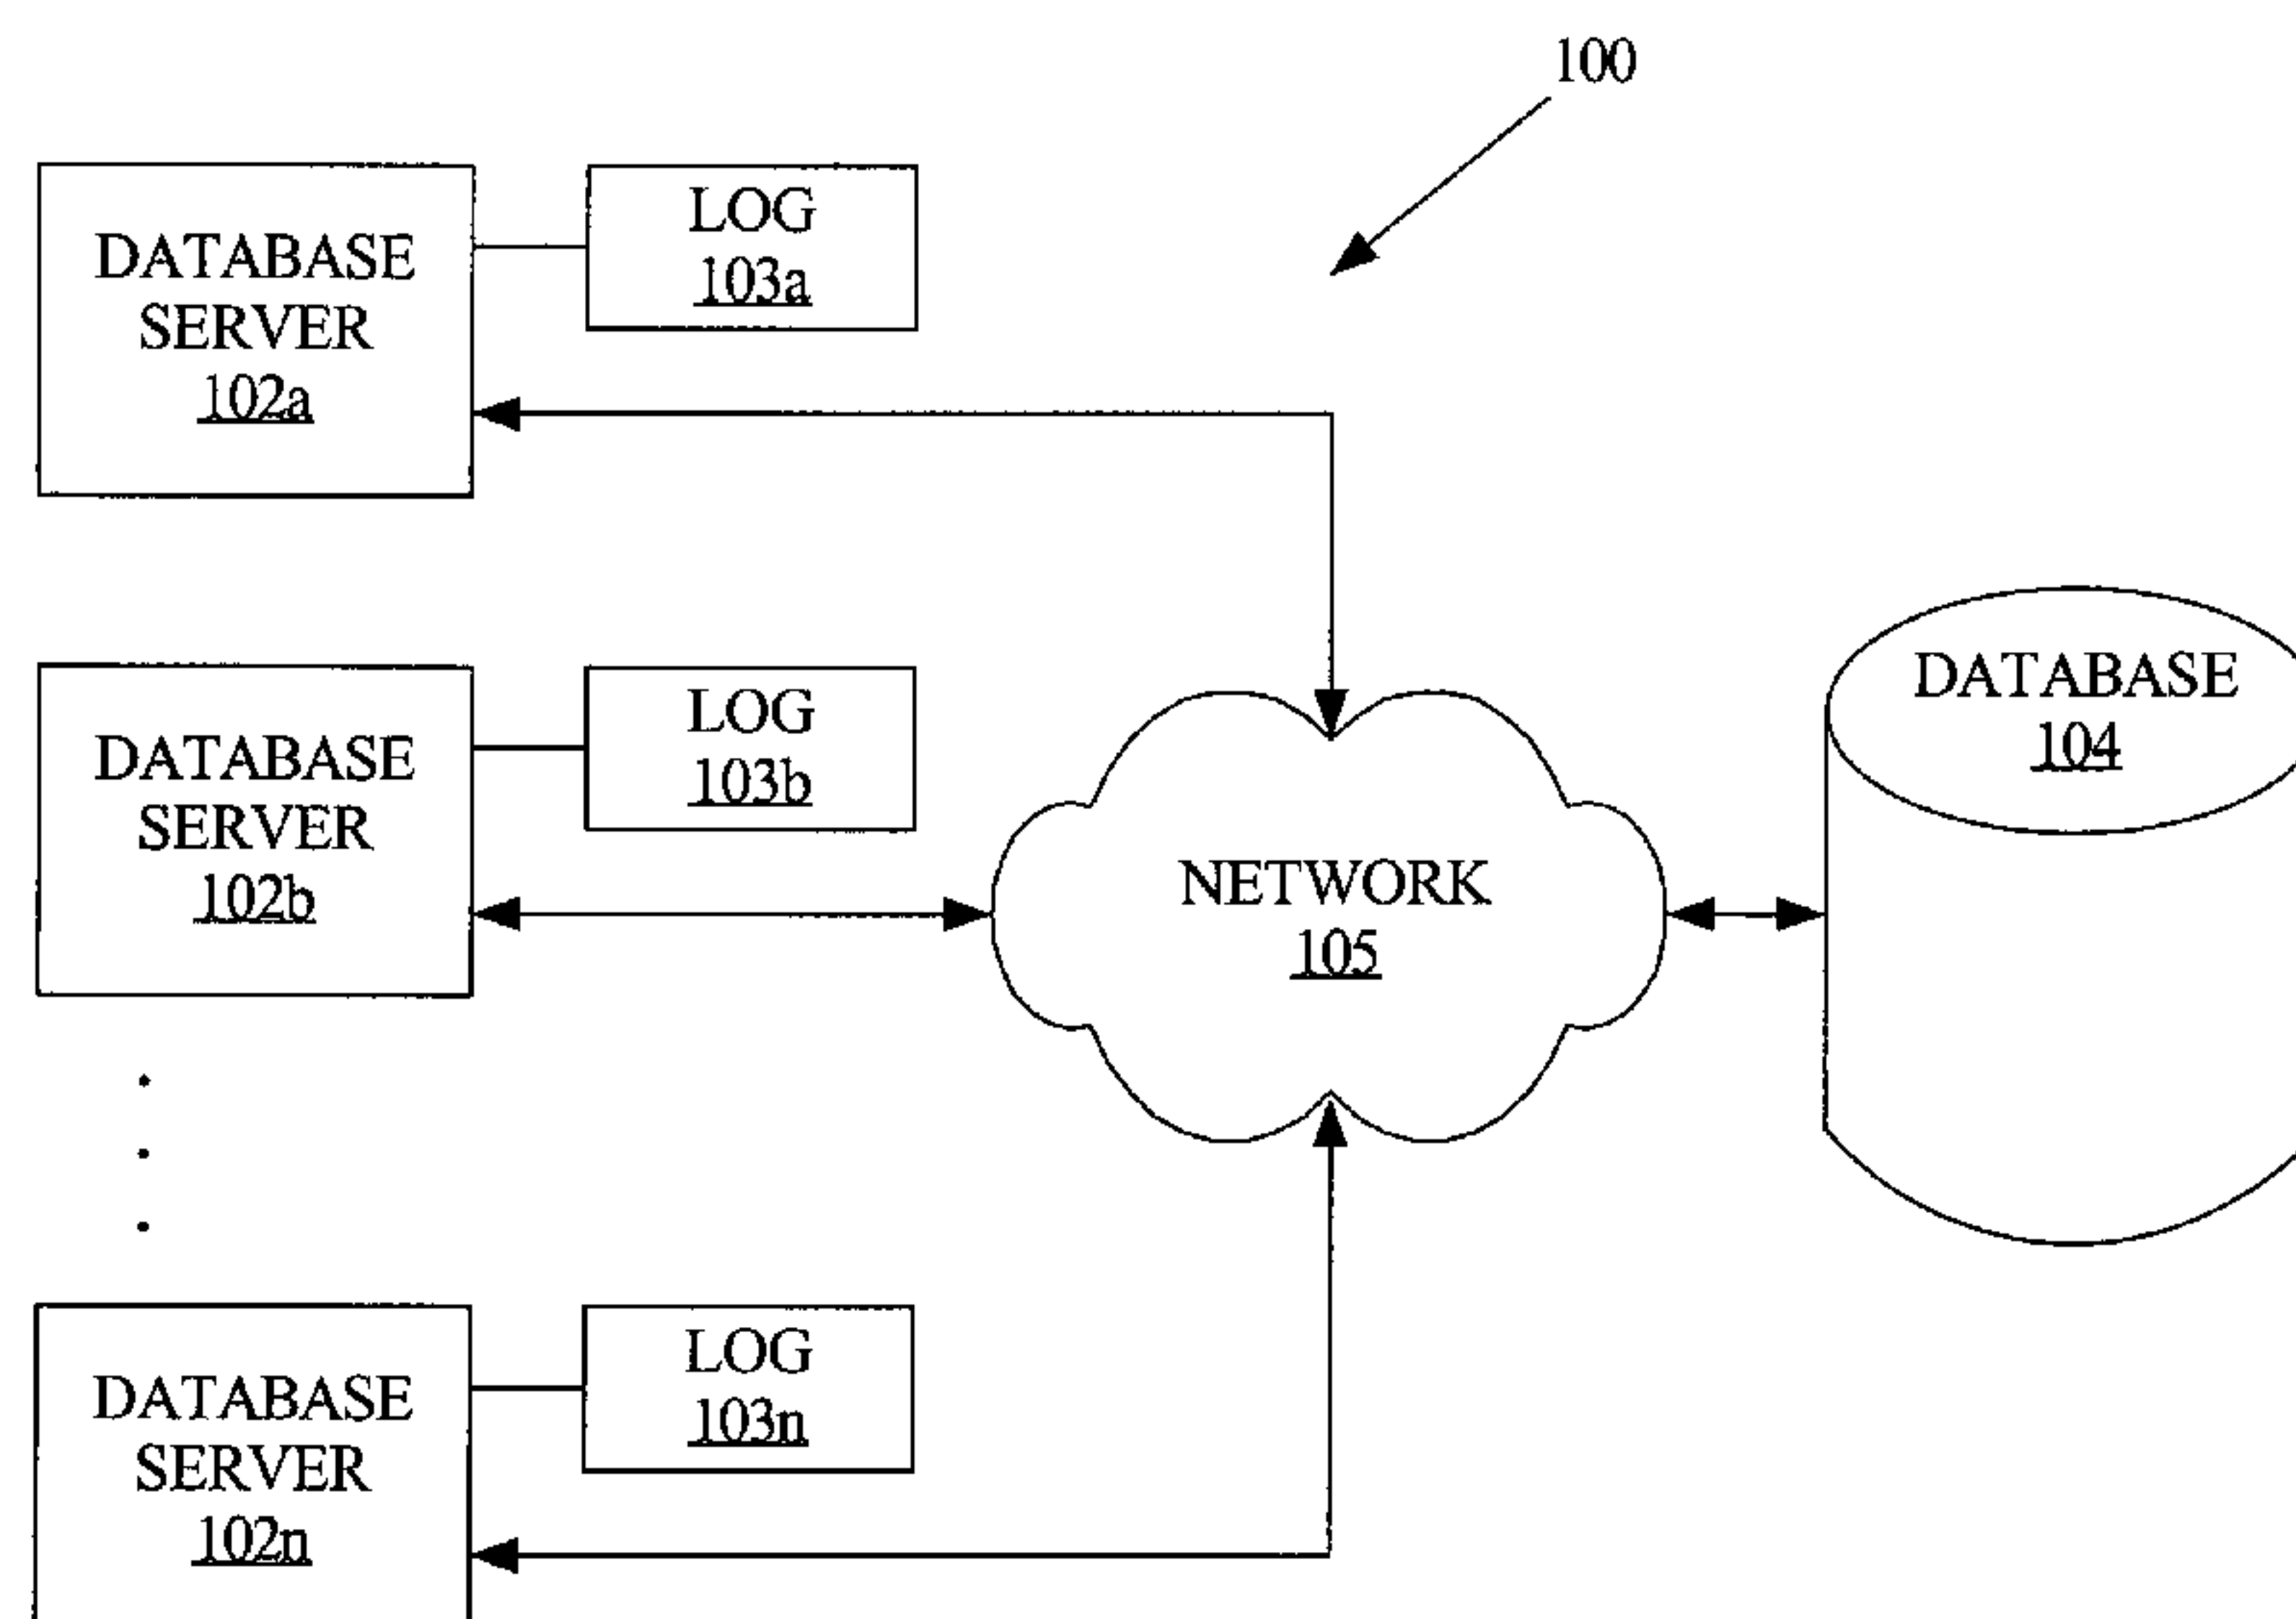 100
DATABASE
SERVER
102a
LOG
103a
DATABASE
SERVER
102b
LOG
103b
NETWORK
105
DATABASE
104
DATABASE
SERVER
102n
LOG
103n